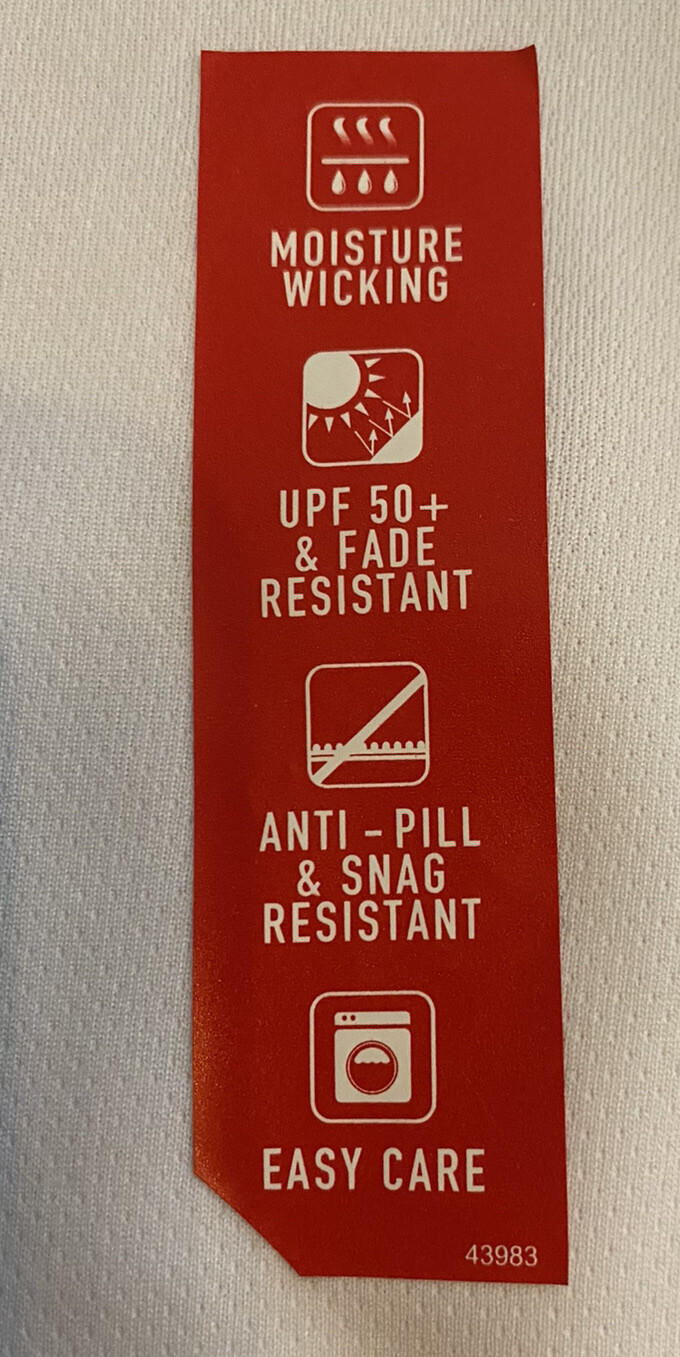 MOISTURE
WICKING
UPF 50+
& FADE
RESISTANT
ANTI - PILL
& SNAG
RESISTANT
EASY CARE
43983